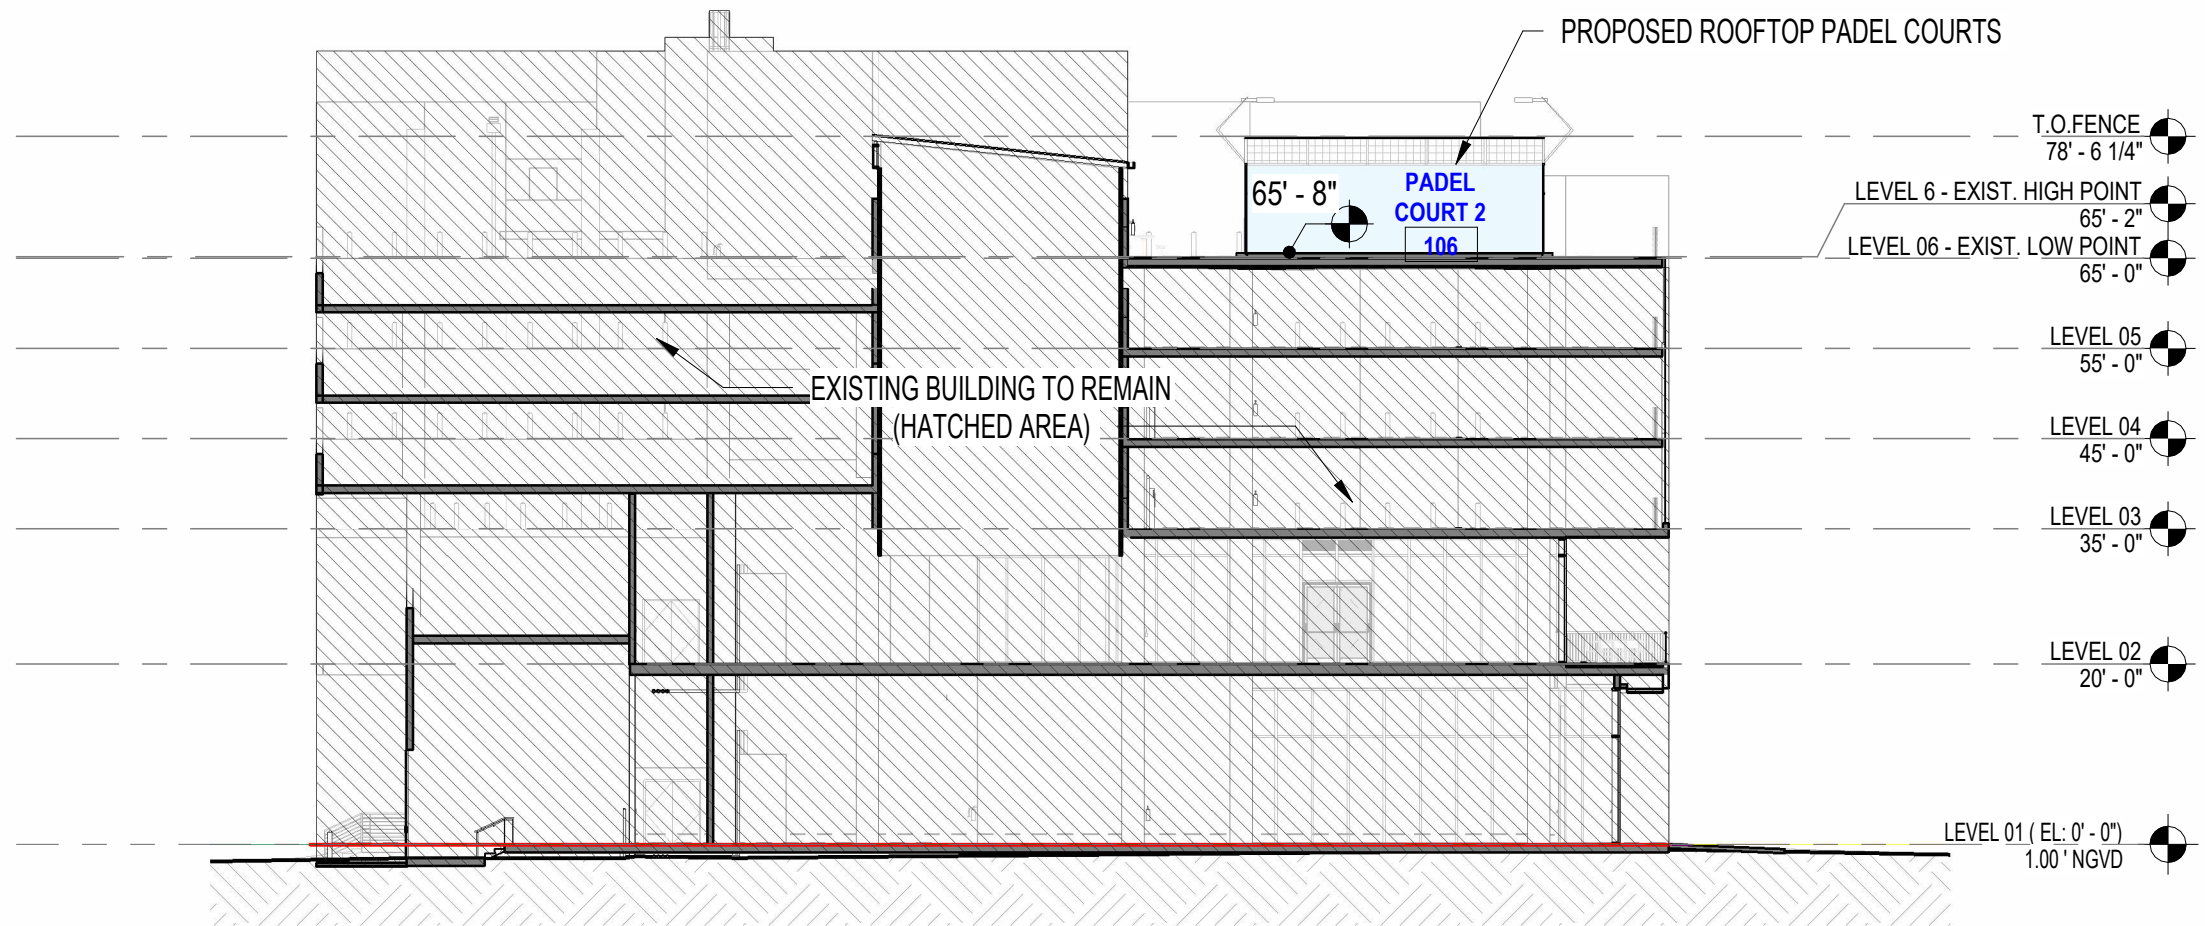 PROPOSED ROOFTOP PADEL COURTS
T.O.FENCE
78' - 6 1/4"
LEVEL 6 - EXIST. HIGH POINT
65' - 2"
LEVEL 06 - EXIST. LOW POINT
65' - 0"
65' - 8"
PADEL
COURT 2
106
LEVEL 05
55' - 0"
EXISTING BUILDING TO REMAIN
(HATCHED AREA)
LEVEL 04
45' - 0"
LEVEL 03
35' - 0"
LEVEL 02
20' - 0"
LEVEL 01 ( EL: 0' - 0")
1.00 ' NGVD